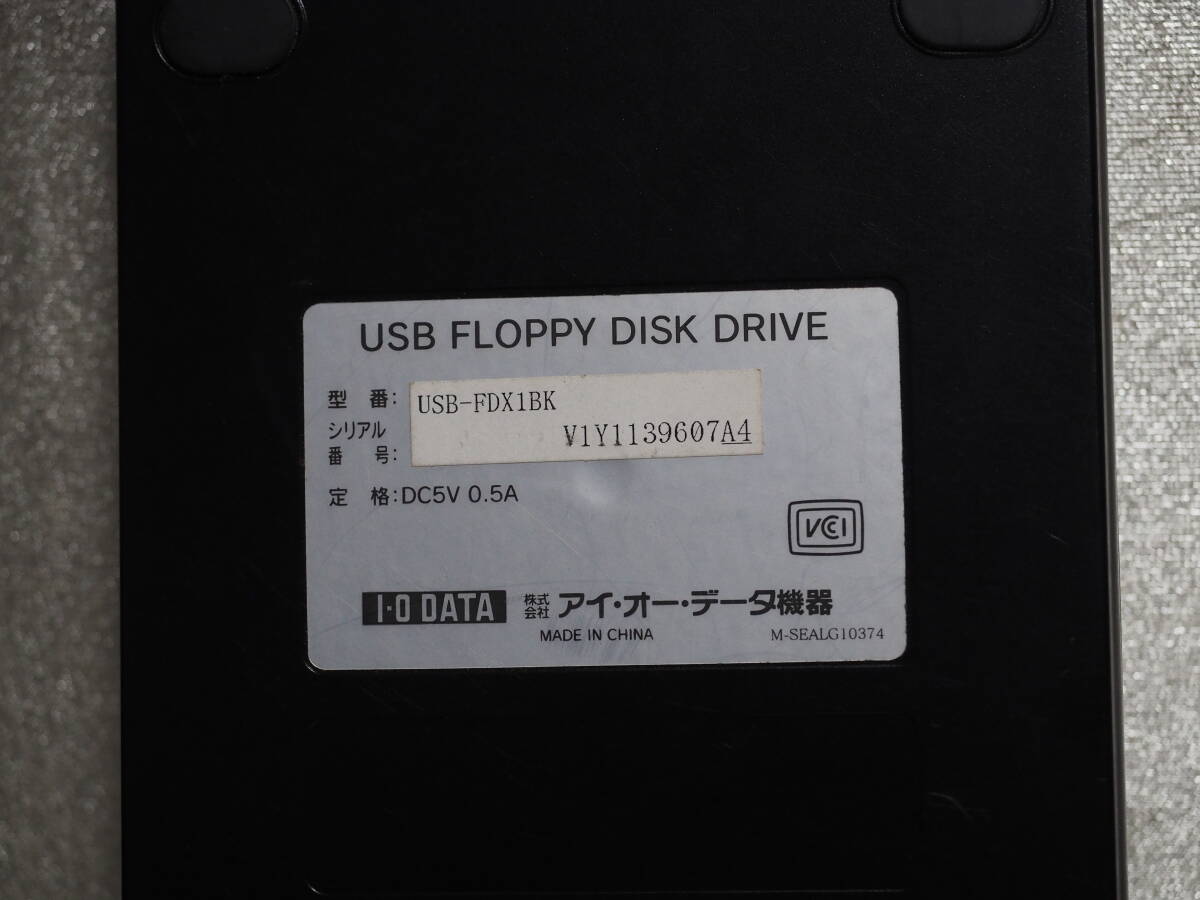 USB FLOPPY DISK DRIVE
型 番: USB-FDX1BK
シリアル
番 号: V1Y1139607A4
定 格:DC5V 0.5A
VCCI
I・O DATA 株式会社 アイ・オー・データ機器
MADE IN CHINA M-SEALG10374